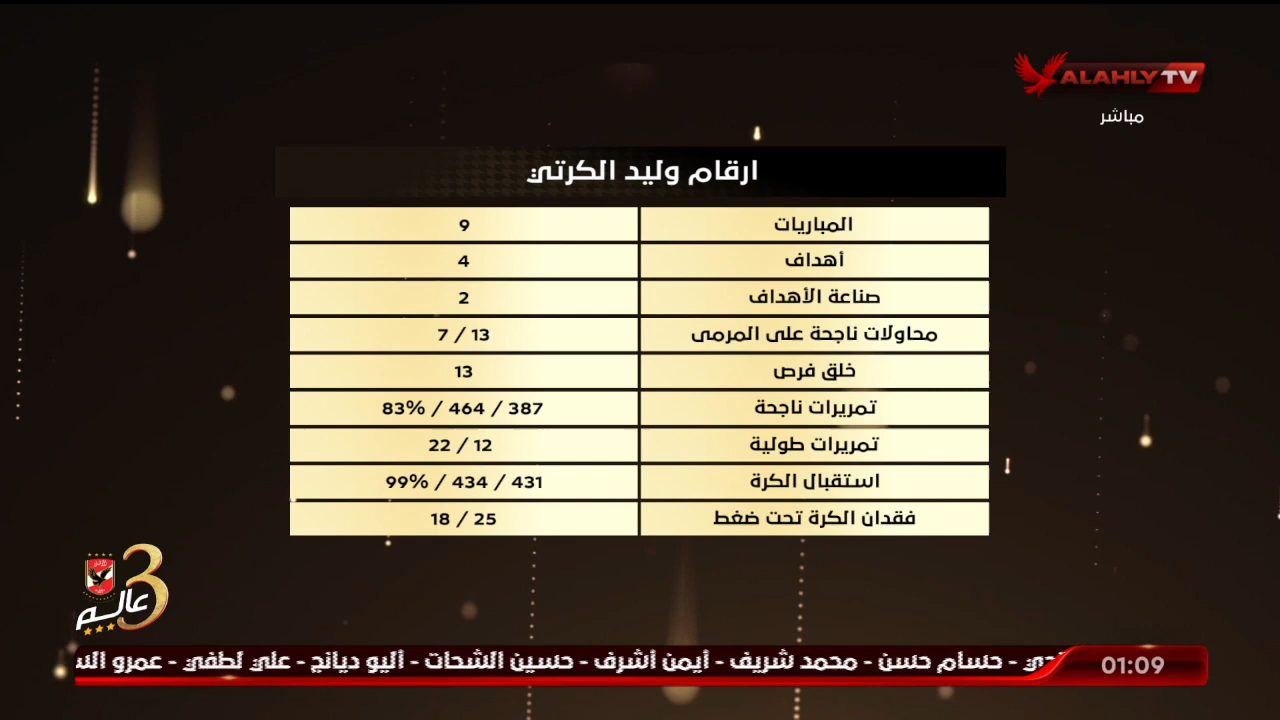 ALAHLY TV
مباشر
ارقام وليد الكرتي
المباريات 9
أهداف 4
صناعة الأهداف 2
محاولات ناجحة على المرمى 7 / 13
خلق فرص 13
تمريرات ناجحة 83% / 464 / 387
تمريرات طولية 22 / 12
استقبال الكرة 99% / 434 / 431
فقدان الكرة تحت ضغط 18 / 25
3
عالم
- حسام حسن - محمد شريف - أيمن أشرف - حسين الشحات - أليو ديانج - علي لطفي - عمرو
01:09